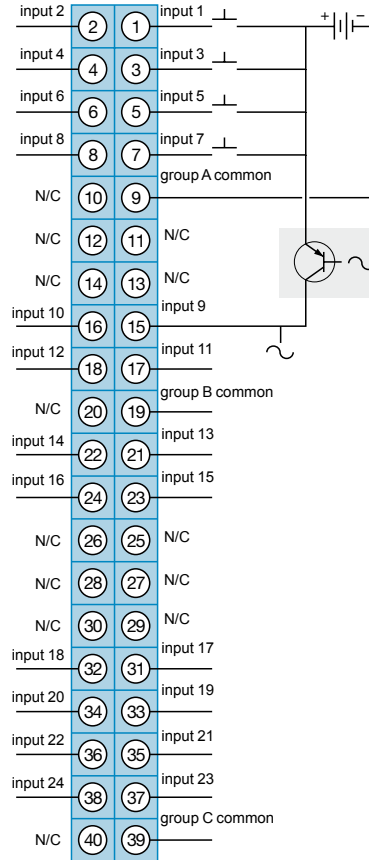 input 2 2 1 input 1 + −
input 4 4 3 input 3
input 6 6 5 input 5
input 8 8 7 input 7
N/C 10 9 group A common
N/C 12 11 N/C
N/C 14 13 N/C
input 10 16 15 input 9
input 12 18 17 input 11
N/C 20 19 group B common
input 14 22 21 input 13
input 16 24 23 input 15
N/C 26 25 N/C
N/C 28 27 N/C
N/C 30 29 N/C
input 18 32 31 input 17
input 20 34 33 input 19
input 22 36 35 input 21
input 24 38 37 input 23
N/C 40 39 group C common